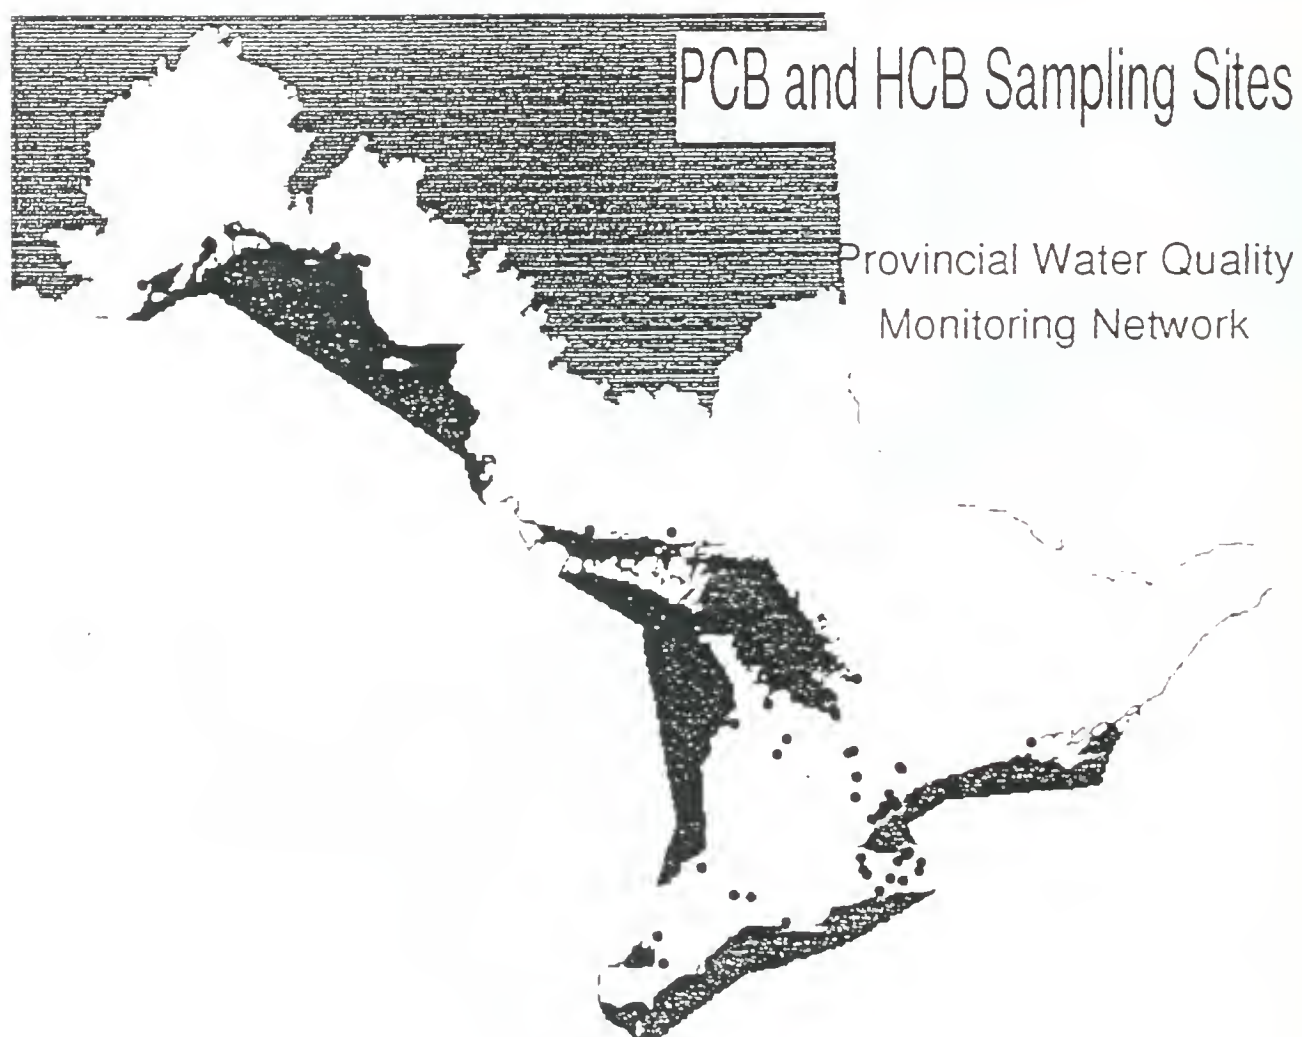 PCB and HCB Sampling Sites
Provincial Water Quality
Monitoring Network